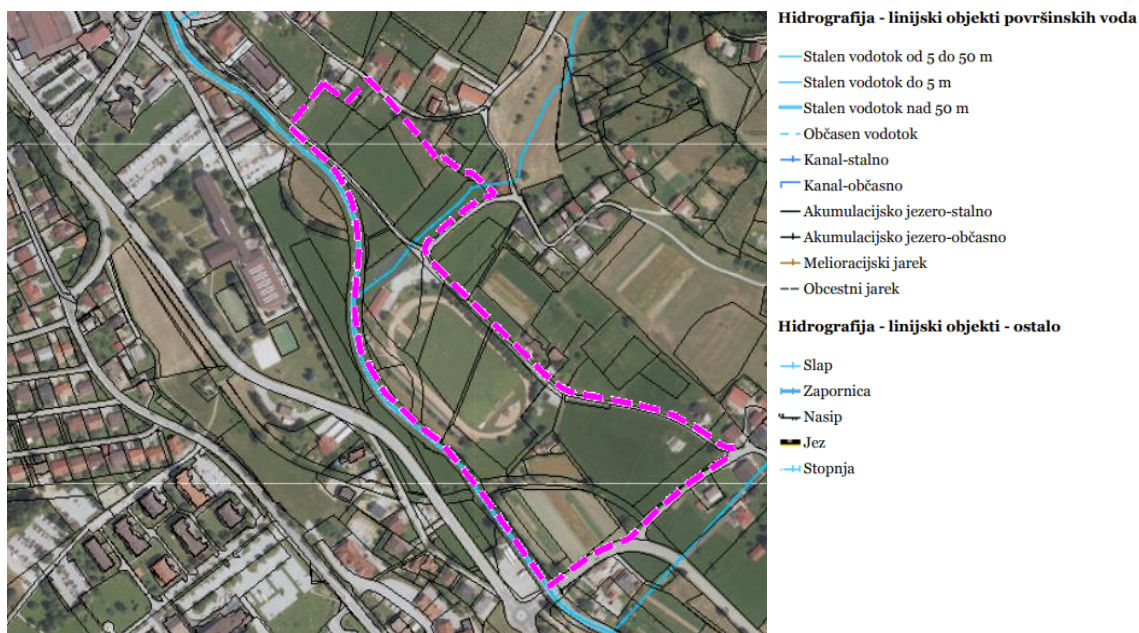 Hidrografija - linijski objekti površinskih voda
Stalen vodotok od 5 do 50 m
Stalen vodotok do 5 m
Stalen vodotok nad 50 m
Občasen vodotok
Kanal-stalno
Kanal-občasno
Akumulacijsko jezero-stalno
Akumulacijsko jezero-občasno
Melioracijski jarek
Obcestni jarek
Hidrografija - linijski objekti - ostalo
Slap
Zapornica
Nasip
Jez
Stopnja